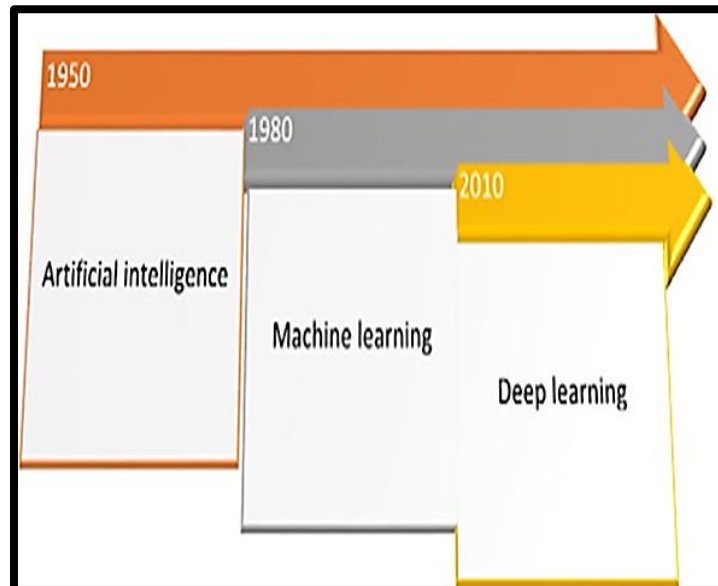 1950
Artificial intelligence
1980
Machine learning
2010
Deep learning